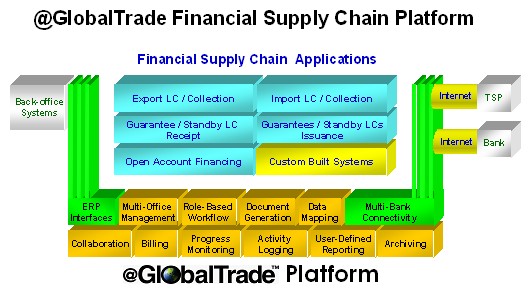 @GlobalTrade Financial Supply Chain Platform
Financial Supply Chain Applications
Back-office
Systems
Export LC / Collection
Import LC / Collection
Guarantee / Standby LC
Receipt
Guarantees / Standby LCs
Issuance
Open Account Financing
Custom Built Systems
Internet
TSP
Internet
Bank
ERP
Interfaces
Multi-Office
Management
Role-Based
Workflow
Document
Generation
Data
Mapping
Multi-Bank
Connectivity
Collaboration
Billing
Progress
Monitoring
Activity
Logging
User-Defined
Reporting
Archiving
@GlobalTrade™ Platform